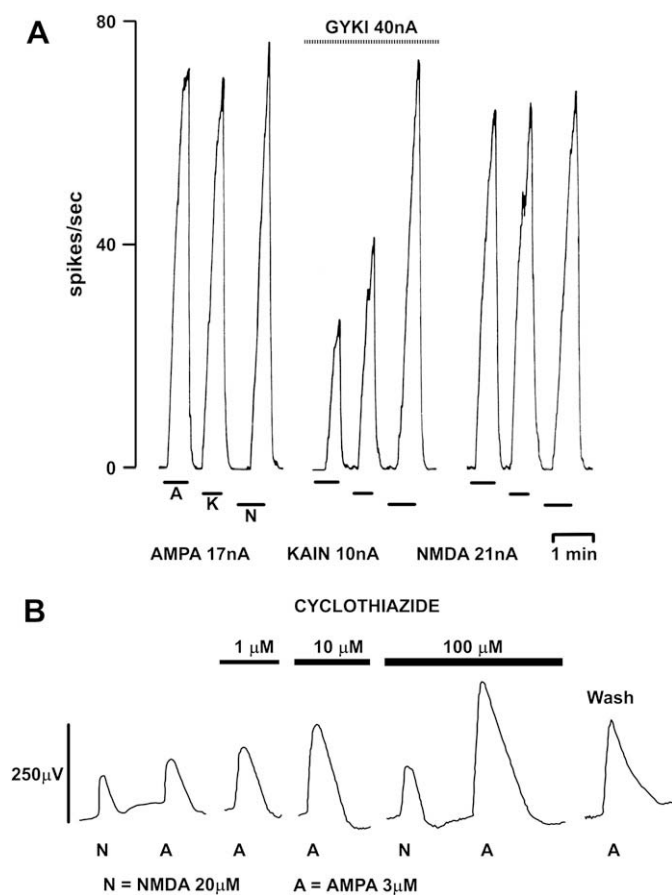 A
GYKI 40nA
80
40
0
spikes/sec
A
K
N
AMPA 17nA KAIN 10nA NMDA 21nA 1 min
B
CYCLOTHIAZIDE
1 μM 10 μM 100 μM
Wash
250μV
N A A A N A A
N = NMDA 20μM A = AMPA 3μM